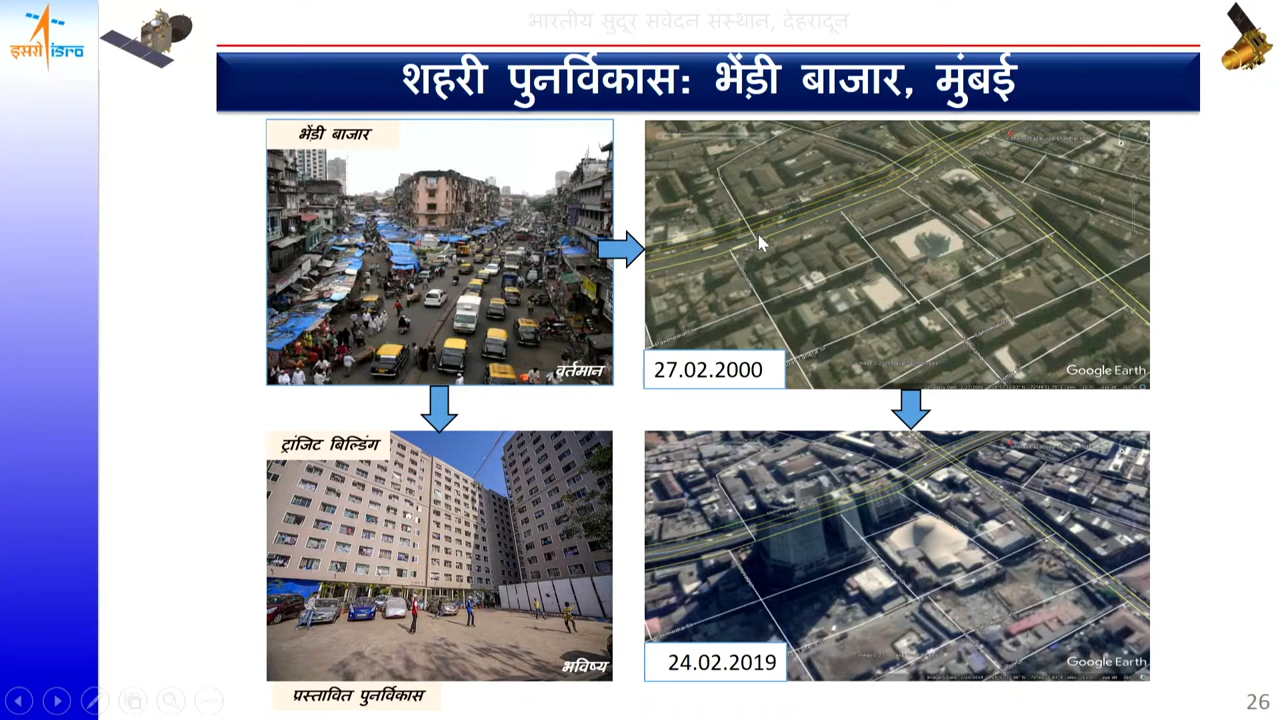 भारतीय सुदूर संवेदन संस्थान, देहरादून
इसरो isro
शहरी पुनर्विकास: भेंड़ी बाजार, मुंबई
भेंड़ी बाजार
वर्तमान
27.02.2000
Google Earth
ट्रांजिट बिल्डिंग
भविष्य
24.02.2019
Google Earth
प्रस्तावित पुनर्विकास
26